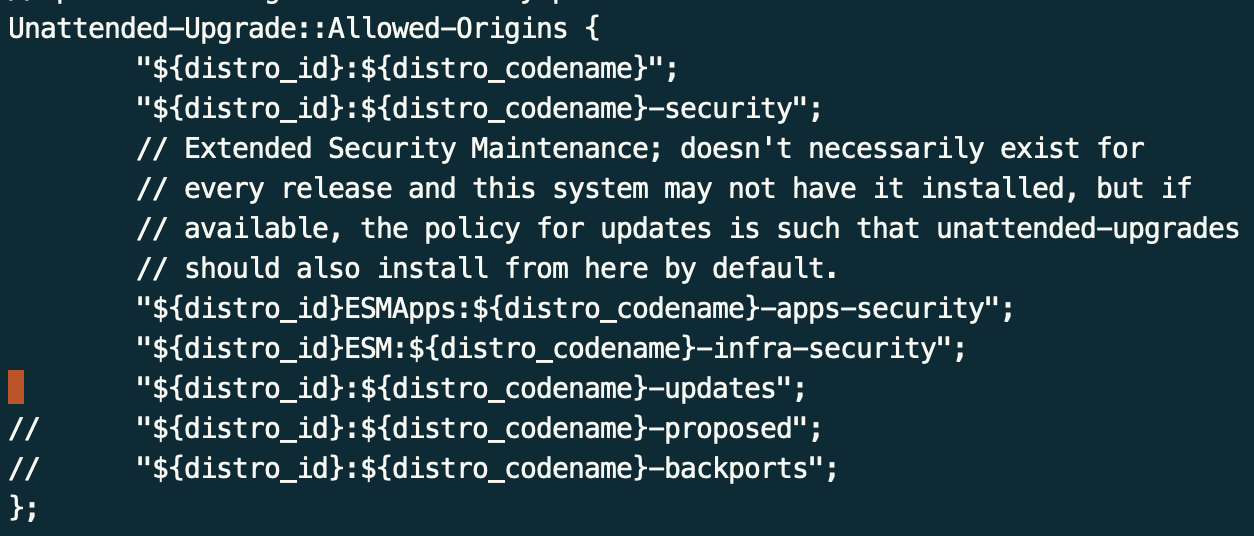 Unattended-Upgrade::Allowed-Origins {
        "${distro_id}:${distro_codename}";
        "${distro_id}:${distro_codename}-security";
        // Extended Security Maintenance; doesn't necessarily exist for
        // every release and this system may not have it installed, but if
        // available, the policy for updates is such that unattended-upgrades
        // should also install from here by default.
        "${distro_id}ESMApps:${distro_codename}-apps-security";
        "${distro_id}ESM:${distro_codename}-infra-security";
        "${distro_id}:${distro_codename}-updates";
//      "${distro_id}:${distro_codename}-proposed";
//      "${distro_id}:${distro_codename}-backports";
};